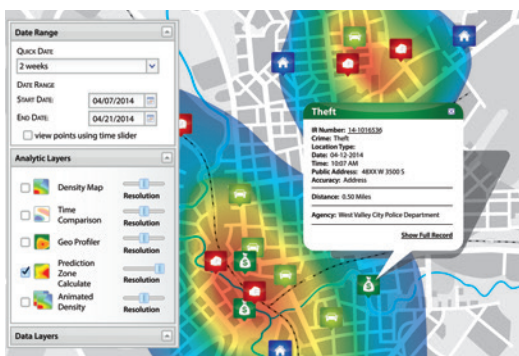 Date Range
QUICK DATE
2 weeks
DATE RANGE
START DATE: 04/07/2014
END DATE: 04/21/2014
view points using time slider
Analytic Layers
Density Map
Resolution
Time Comparison
Resolution
Geo Profiler
Resolution
Prediction Zone Calculate
Resolution
Animated Density
Resolution
Data Layers
Theft
IR Number: 14-1016536
Crime: Theft
Location Type:
Date: 04-12-2014
Time: 10:07 AM
Public Address: 48XX W 3500 S
Accuracy: Address
Distance: 0.50 Miles
Agency: West Valley City Police Department
Show Full Record